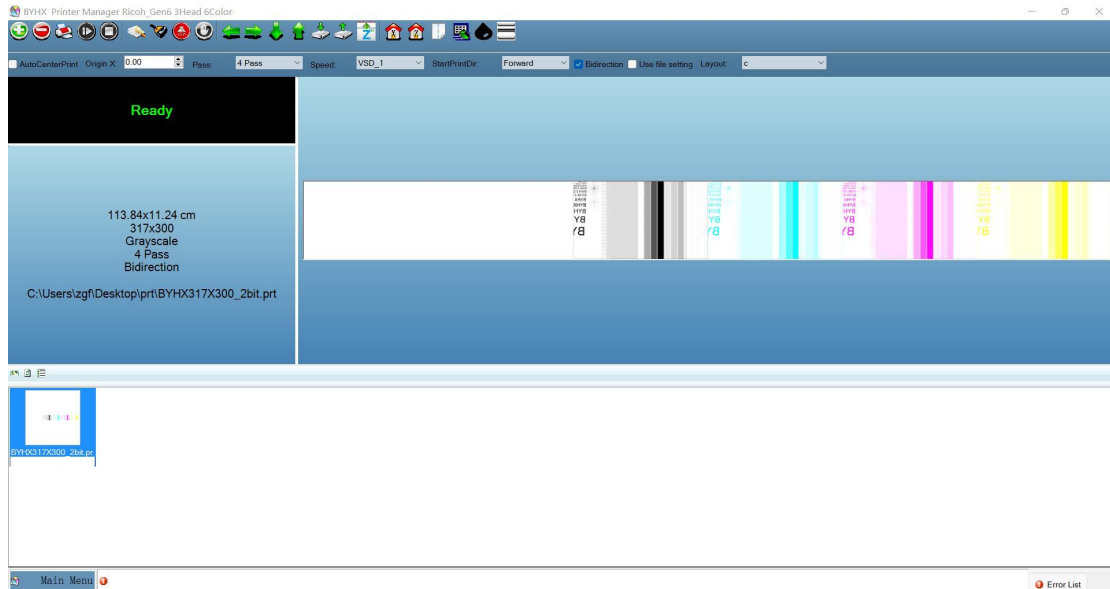 BYHX Printer Manager Ricoh_Gen6 3Head 6Color
AutoCenterPrint Origin X: 0.00 Pass: 4 Pass Speed: VSD_1 StartPrintDir: Forward Bidirection Use file setting Layout: c
Ready
113.84x11.24 cm
317x300
Grayscale
4 Pass
Bidirection
C:\Users\zgf\Desktop\prt\BYHX317X300_2bit.prt
BYHX317X300_2bit.pr
Main Menu
Error List